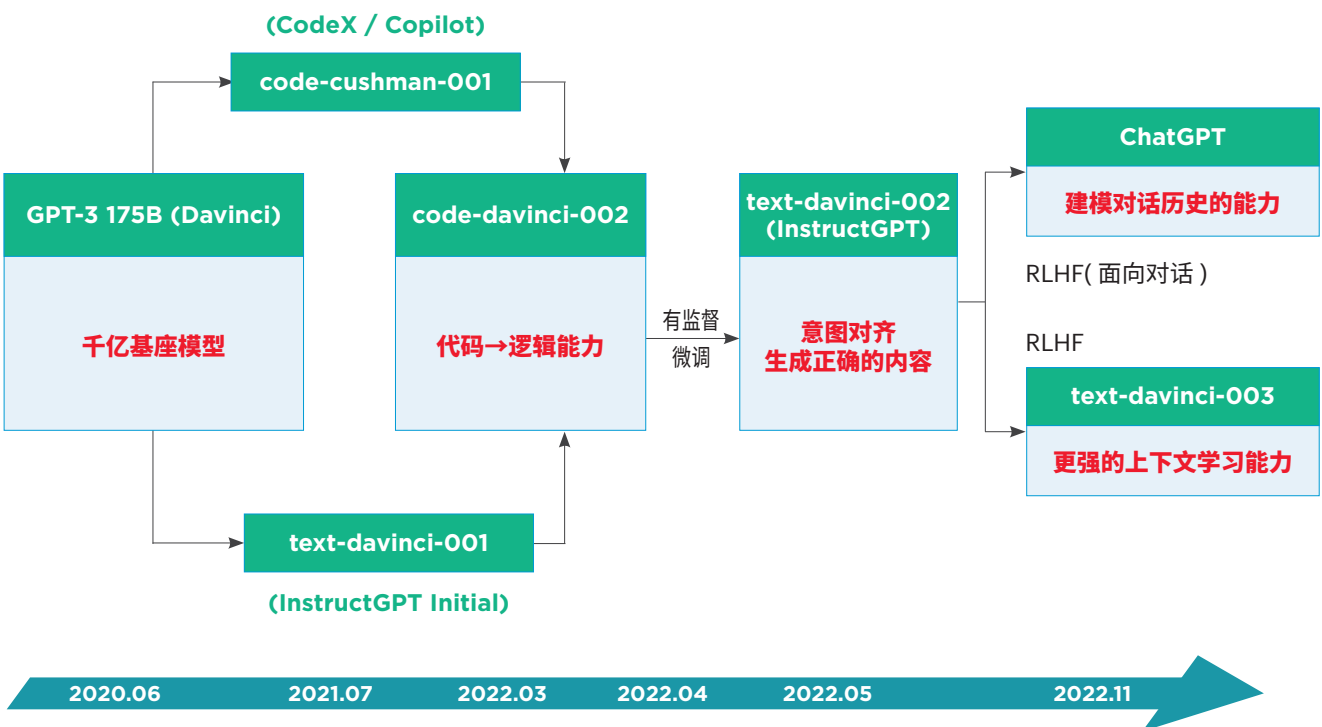 (CodeX / Copilot)
code-cushman-001
GPT-3 175B (Davinci)
千亿基座模型
code-davinci-002
代码→逻辑能力
text-davinci-001
(InstructGPT Initial)
有监督
微调
text-davinci-002
(InstructGPT)
意图对齐
生成正确的内容
ChatGPT
建模对话历史的能力
RLHF( 面向对话 )
RLHF
text-davinci-003
更强的上下文学习能力
2020.06 2021.07 2022.03 2022.04 2022.05 2022.11